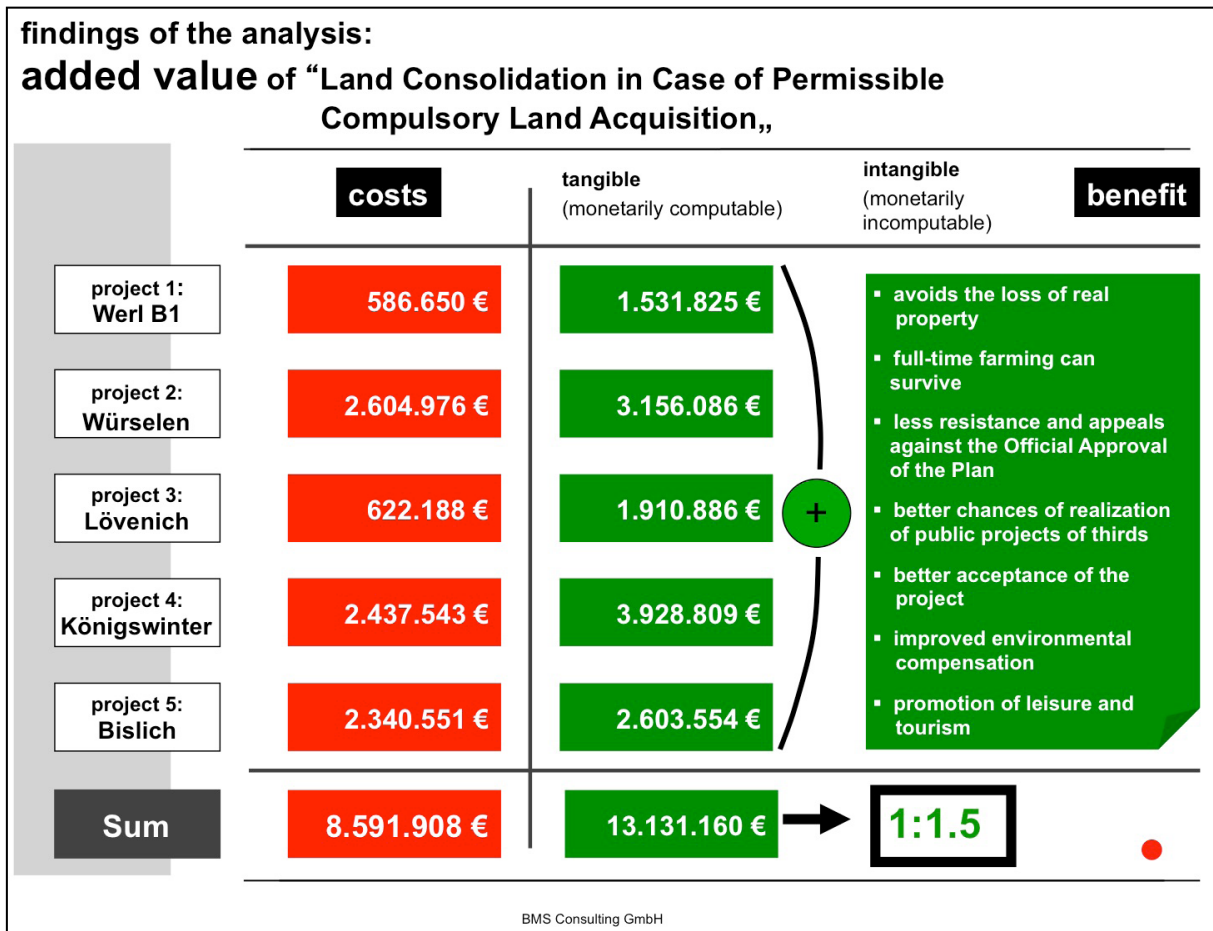 findings of the analysis:
added value of “Land Consolidation in Case of Permissible
Compulsory Land Acquisition„
costs
tangible
(monetarily computable)
intangible
(monetarily
incomputable)
benefit
project 1:
Werl B1
586.650 €
1.531.825 €
project 2:
Würselen
2.604.976 €
3.156.086 €
project 3:
Lövenich
622.188 €
1.910.886 €
project 4:
Königswinter
2.437.543 €
3.928.809 €
project 5:
Bislich
2.340.551 €
2.603.554 €
+
▪ avoids the loss of real
property
▪ full-time farming can
survive
▪ less resistance and appeals
against the Official Approval
of the Plan
▪ better chances of realization
of public projects of thirds
▪ better acceptance of the
project
▪ improved environmental
compensation
▪ promotion of leisure and
tourism
Sum
8.591.908 €
13.131.160 €
1:1.5
BMS Consulting GmbH